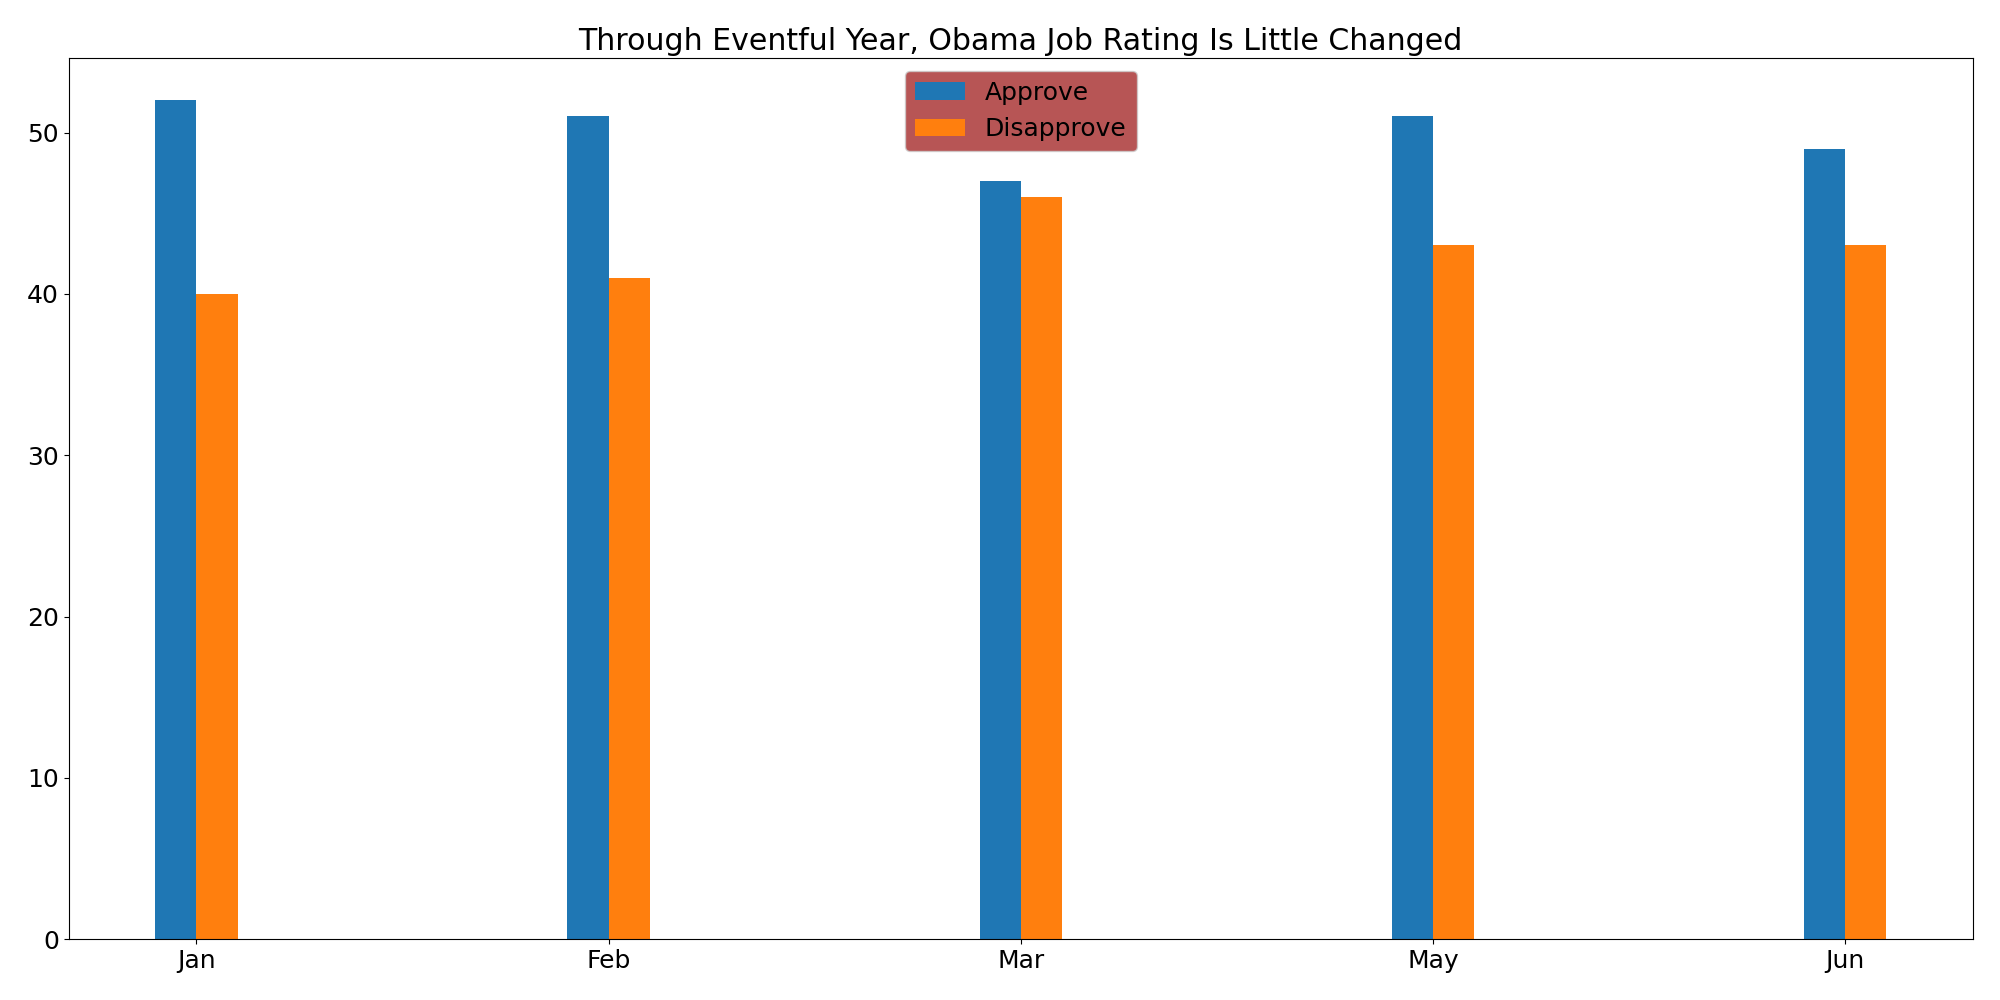 Through Eventful Year, Obama Job Rating Is Little Changed
Approve
Disapprove
50
40
30
20
10
0
Jan Feb Mar May Jun